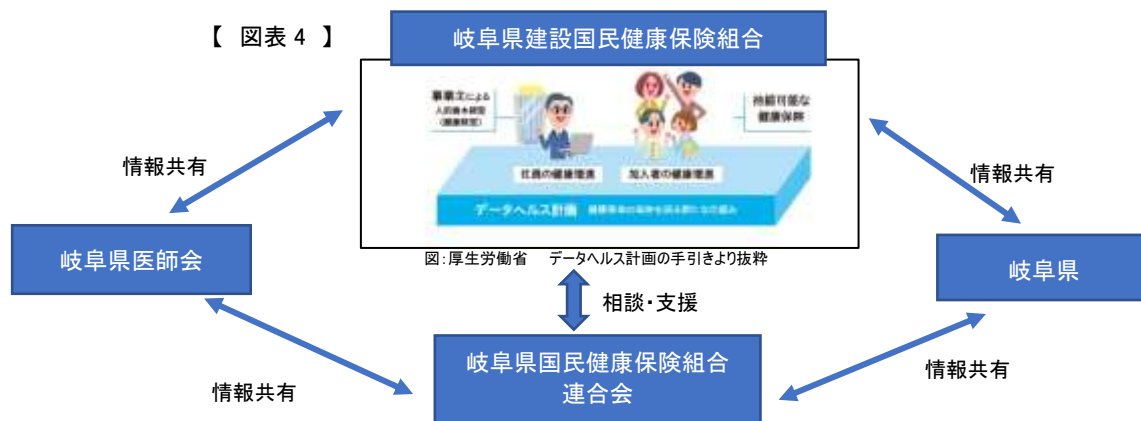 【 図表 4 】
岐阜県建設国民健康保険組合
事業主による
人的資本経営
(健康経営)
持続可能な
健康保険
社員の健康増進
加入者の健康増進
データヘルス計画
情報共有
情報共有
岐阜県医師会
岐阜県
図:厚生労働省 データヘルス計画の手引きより抜粋
相談・支援
岐阜県国民健康保険組合
連合会
情報共有
情報共有